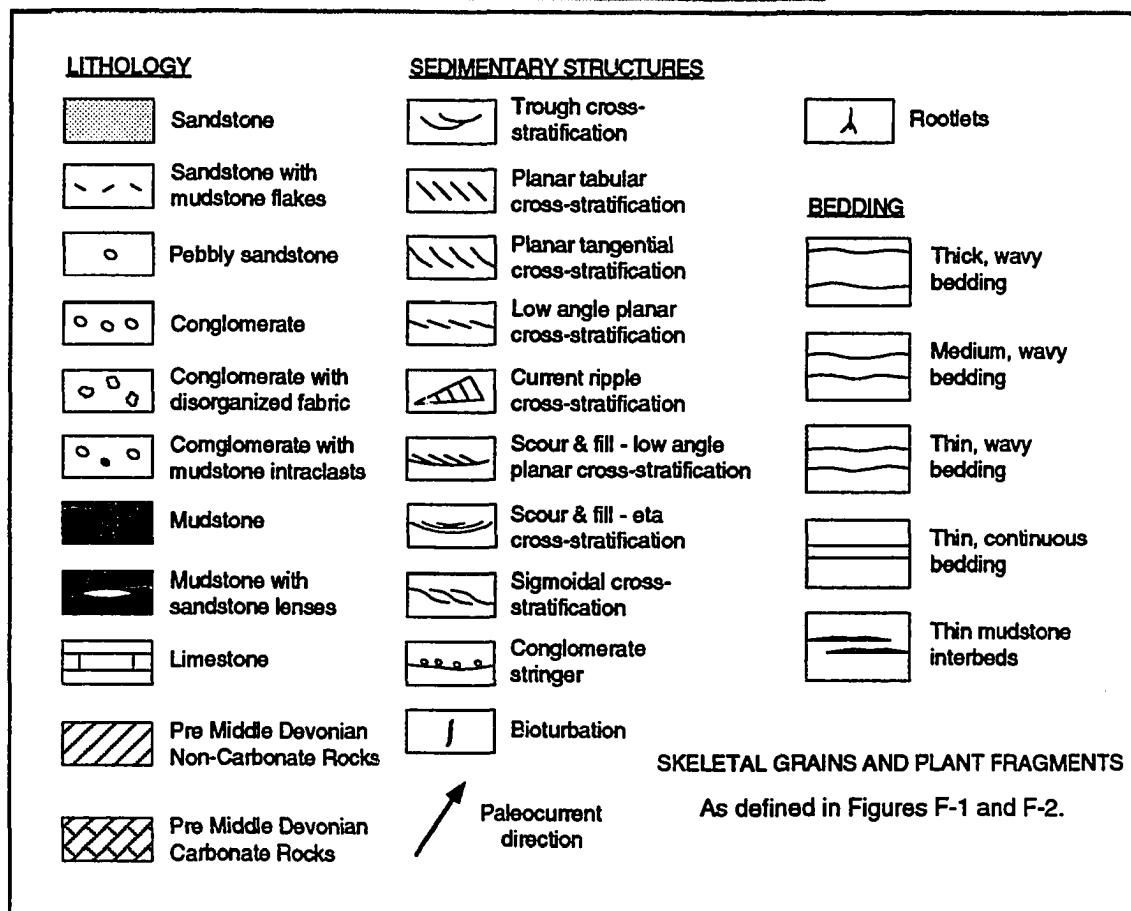 LITHOLOGY
Sandstone
Sandstone with
mudstone flakes
Pebbly sandstone
Conglomerate
Conglomerate with
disorganized fabric
Comglomerate with
mudstone intraclasts
Mudstone
Mudstone with
sandstone lenses
Limestone
Pre Middle Devonian
Non-Carbonate Rocks
Pre Middle Devonian
Carbonate Rocks
SEDIMENTARY STRUCTURES
Trough cross-
stratification
Planar tabular
cross-stratification
Planar tangential
cross-stratification
Low angle planar
cross-stratification
Current ripple
cross-stratification
Scour & fill - low angle
planar cross-stratification
Scour & fill - eta
cross-stratification
Sigmoidal cross-
stratification
Conglomerate
stringer
Bioturbation
Paleocurrent
direction
Rootlets
BEDDING
Thick, wavy
bedding
Medium, wavy
bedding
Thin, wavy
bedding
Thin, continuous
bedding
Thin mudstone
interbeds
SKELETAL GRAINS AND PLANT FRAGMENTS
As defined in Figures F-1 and F-2.